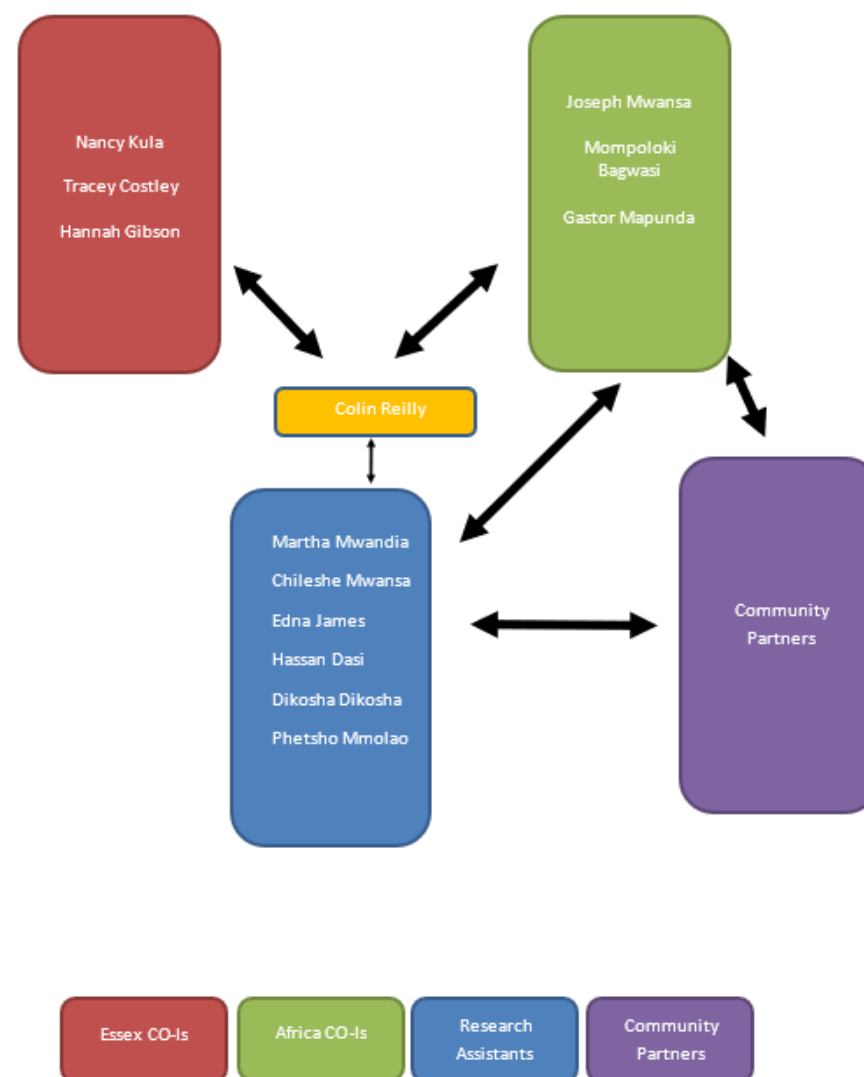 Nancy Kula
Tracey Costley
Hannah Gibson
Joseph Mwansa
Mompoloki
Bagwasi
Gastor Mapunda
Colin Reilly
Martha Mwandia
Chileshe Mwansa
Edna James
Hassan Dasi
Dikosha Dikosha
Phetsho Mmolao
Community
Partners
Essex CO-Is
Africa CO-Is
Research
Assistants
Community
Partners